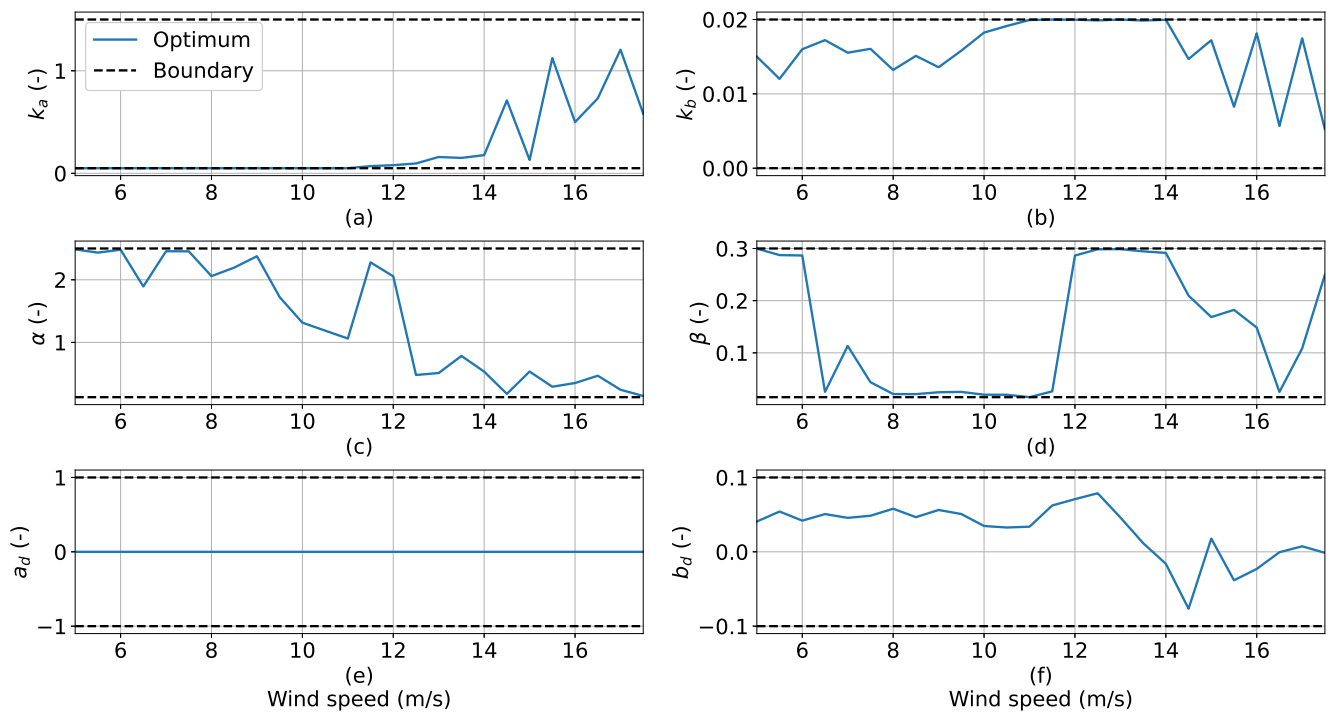 Optimum
Boundary
k_a (-)
1
0
6 8 10 12 14 16
(a)
k_b (-)
0.02
0.01
0.00
6 8 10 12 14 16
(b)
α (-)
2
1
6 8 10 12 14 16
(c)
β (-)
0.3
0.2
0.1
6 8 10 12 14 16
(d)
a_d (-)
1
0
−1
6 8 10 12 14 16
(e)
Wind speed (m/s)
b_d (-)
0.1
0.0
−0.1
6 8 10 12 14 16
(f)
Wind speed (m/s)